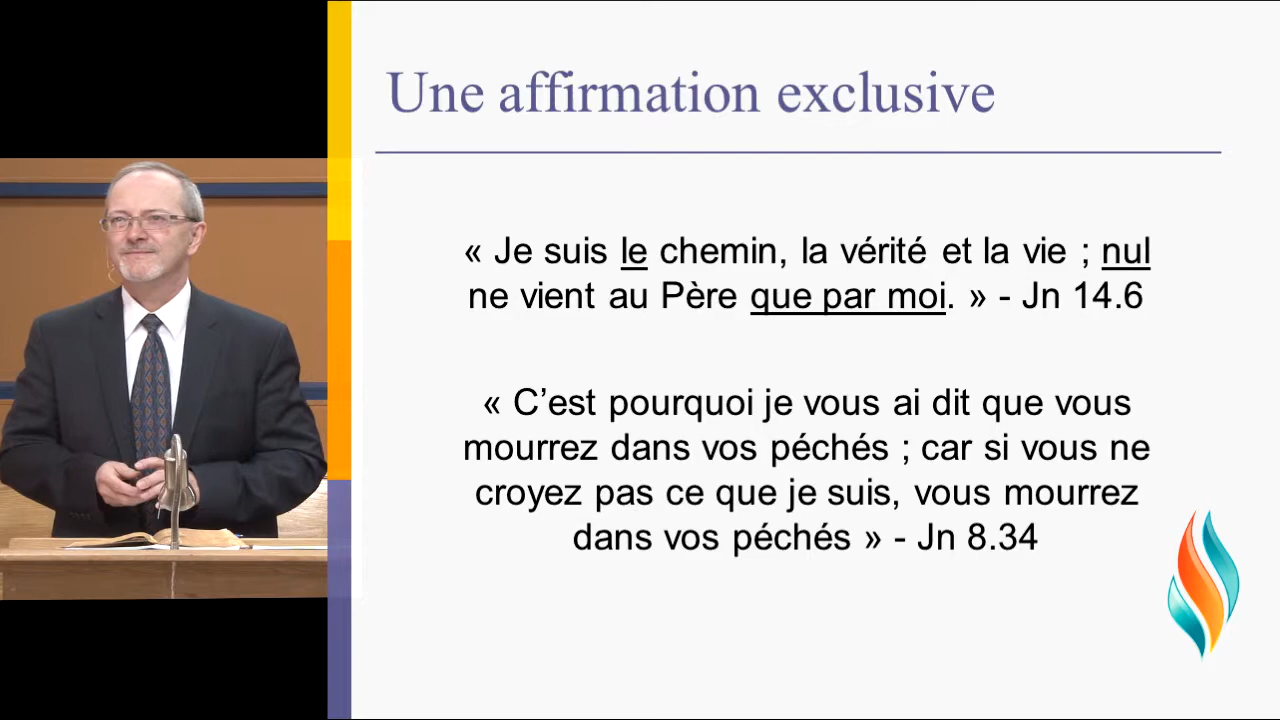 Une affirmation exclusive
« Je suis le chemin, la vérité et la vie ; nul
ne vient au Père que par moi. » - Jn 14.6
« C’est pourquoi je vous ai dit que vous
mourrez dans vos péchés ; car si vous ne
croyez pas ce que je suis, vous mourrez
dans vos péchés » - Jn 8.34